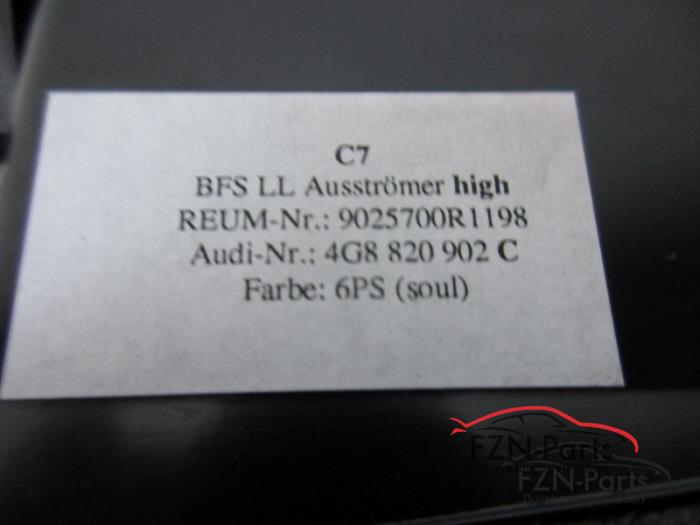 C7
BFS LL Ausströmer high
REUM-Nr.: 9025700R1198
Audi-Nr.: 4G8 820 902 C
Farbe: 6PS (soul)
FZN-Parts
FZN-Parts